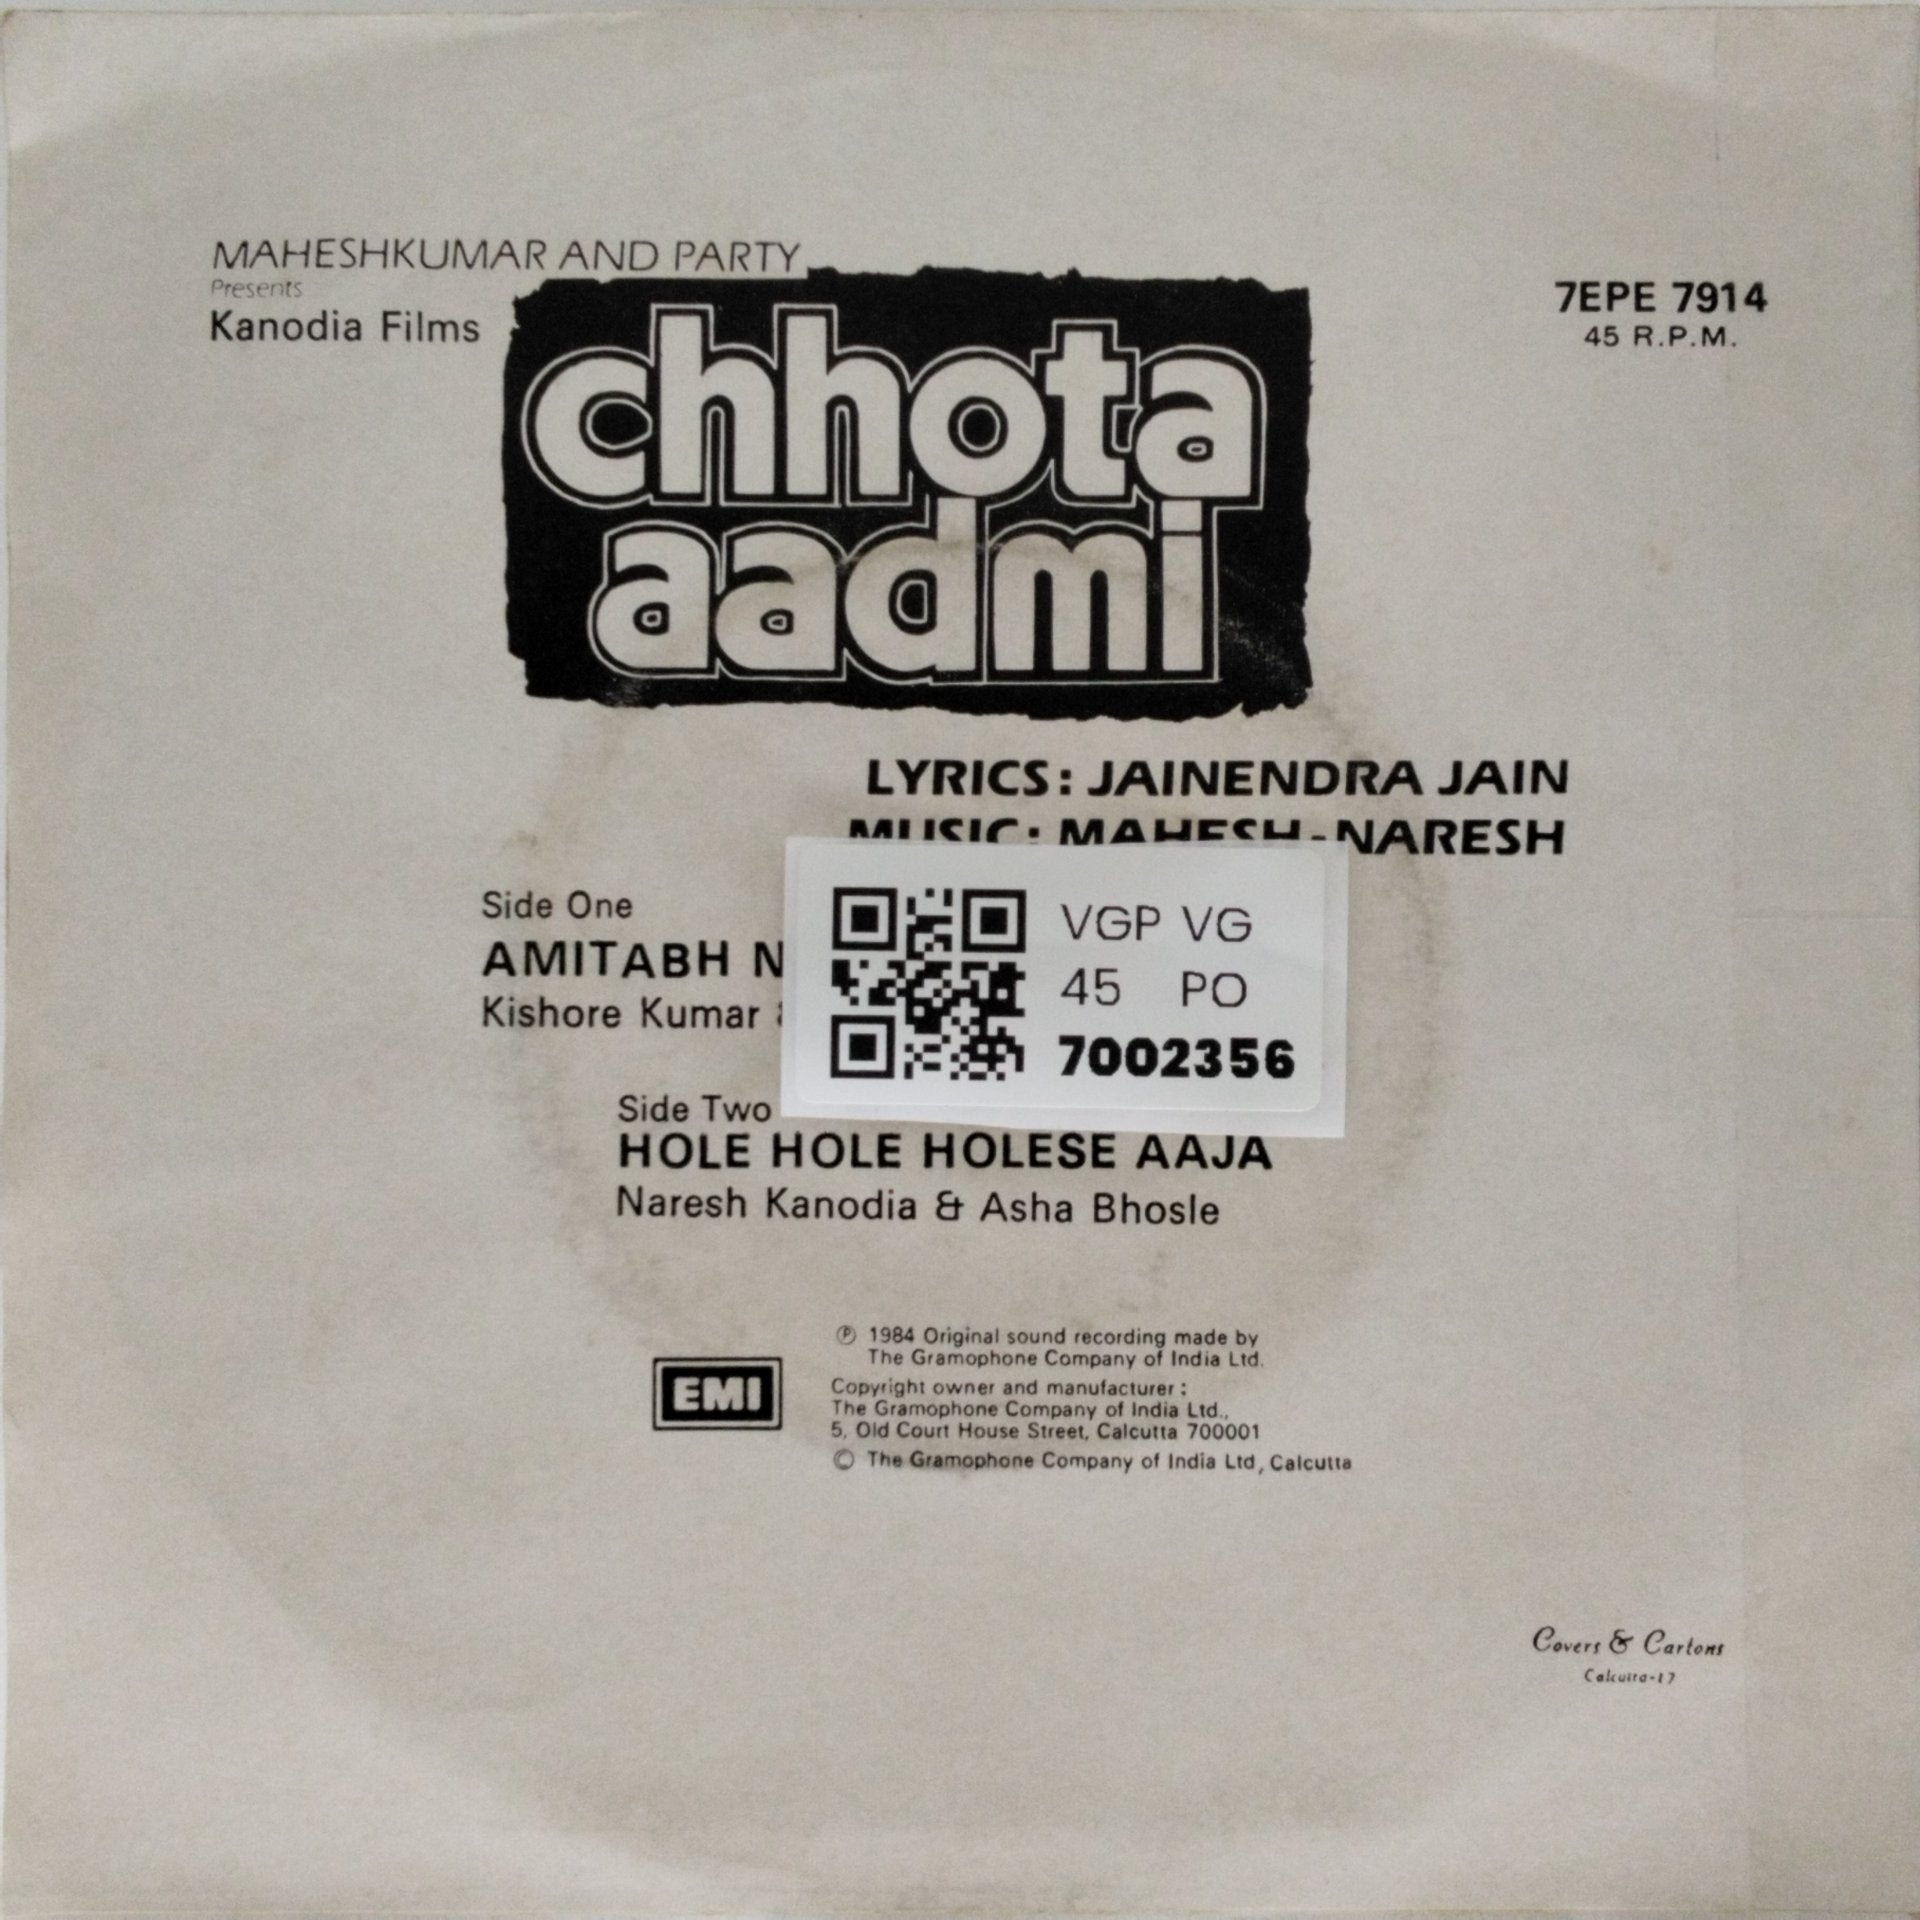 MAHESHKUMAR AND PARTY
Presents
Kanodia Films
chhota
aadmi
7EPE 7914
45 R.P.M.
LYRICS: JAINENDRA JAIN
MUSIC: MAHESH-NARESH
Side One
AMITABH
Kishore Kumar
VGP VG
45 PO
7002356
Side Two
HOLE HOLE HOLESE AAJA
Naresh Kanodia & Asha Bhosle
EMI
℗ 1984 Original sound recording made by
The Gramophone Company of India Ltd.
Copyright owner and manufacturer:
The Gramophone Company of India Ltd.,
5, Old Court House Street, Calcutta 700001
© The Gramophone Company of India Ltd, Calcutta
Covers & Cartons
Calcutta-17